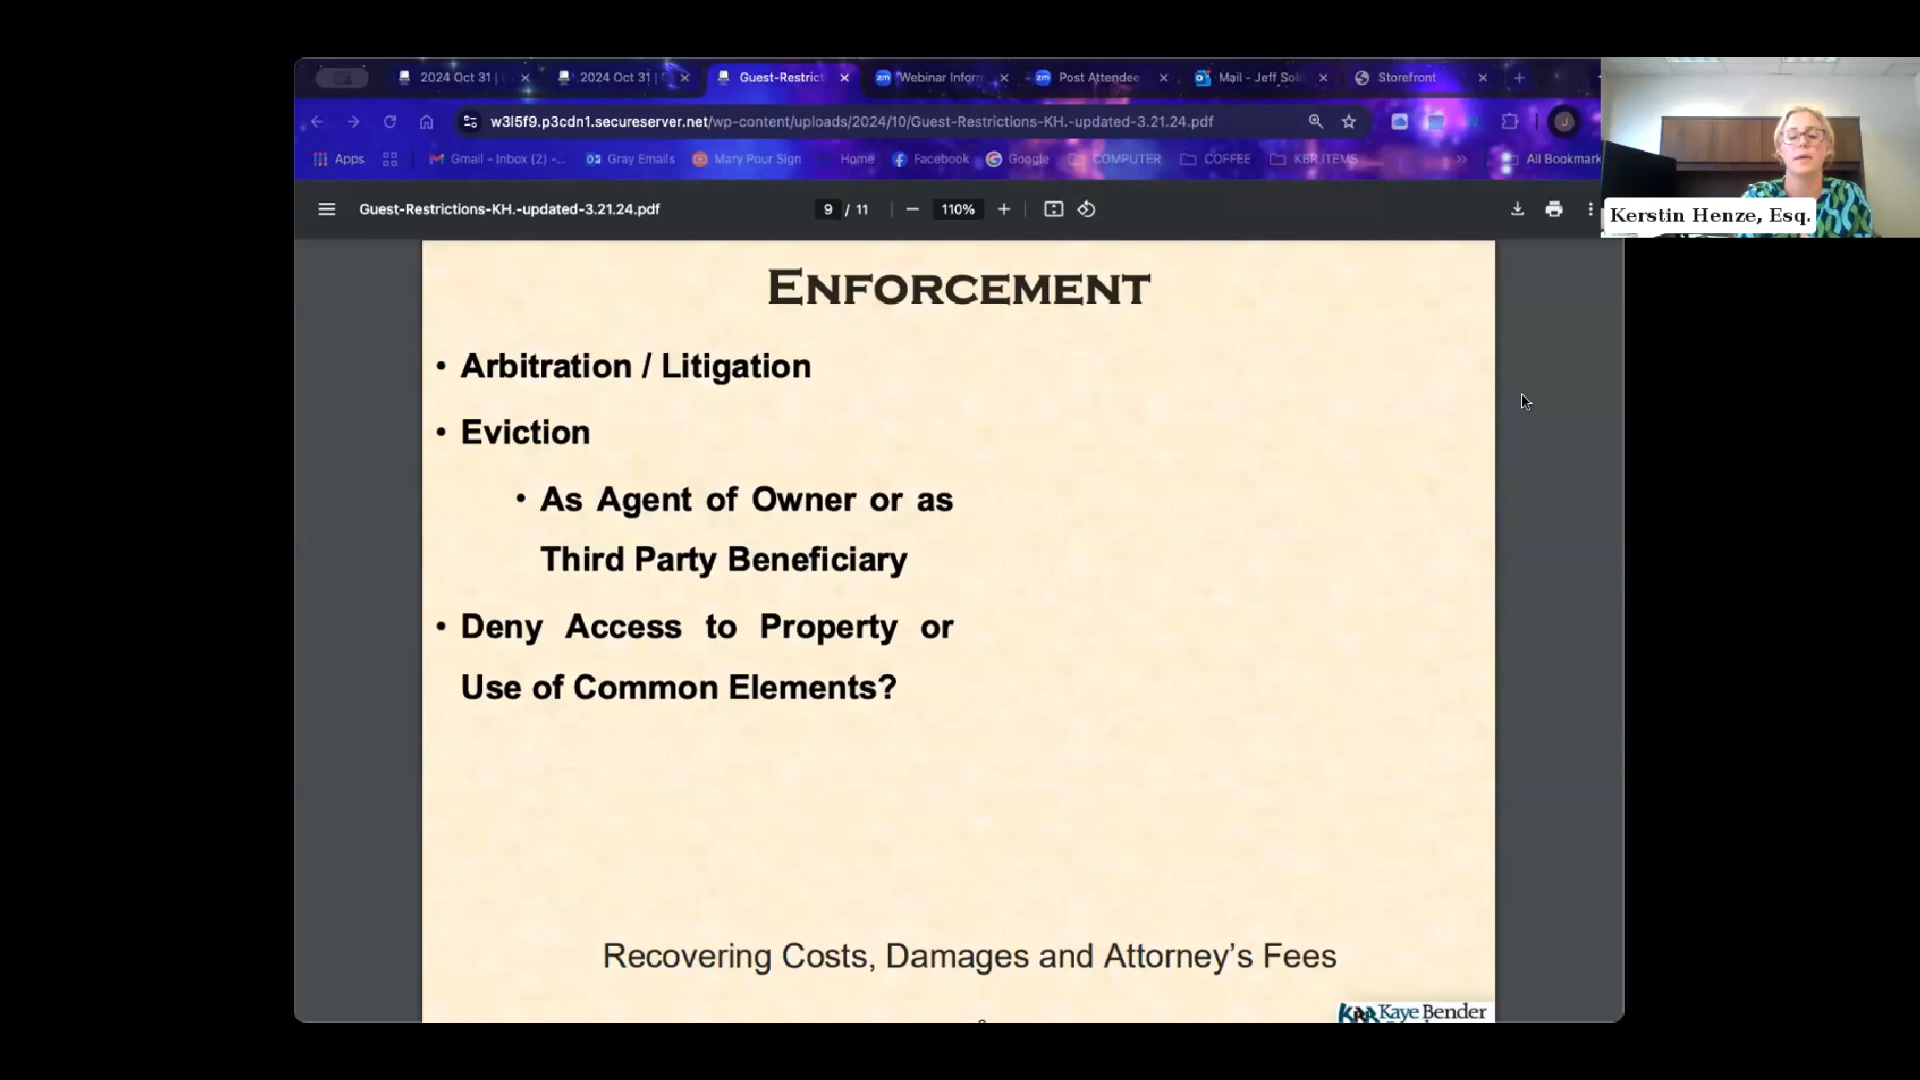 2024 Oct 31 |
2024 Oct 31 |
Guest-Restrict
Webinar Inform
Post Attendee
Mail - Jeff Solo
Storefront
w3l5f9.p3cdn1.secureserver.net/wp-content/uploads/2024/10/Guest-Restrictions-KH.-updated-3.21.24.pdf
J
Apps
Gmail - Inbox (2) -...
Gray Emails
Mary Pour Sign
Home
Facebook
Google
COMPUTER
COFFEE
KBR ITEMS
All Bookmark
Guest-Restrictions-KH.-updated-3.21.24.pdf
9 / 11
110%
Kerstin Henze, Esq.
ENFORCEMENT
• Arbitration / Litigation
• Eviction
• As Agent of Owner or as
Third Party Beneficiary
• Deny Access to Property or
Use of Common Elements?
Recovering Costs, Damages and Attorney's Fees
KBR Kaye Bender